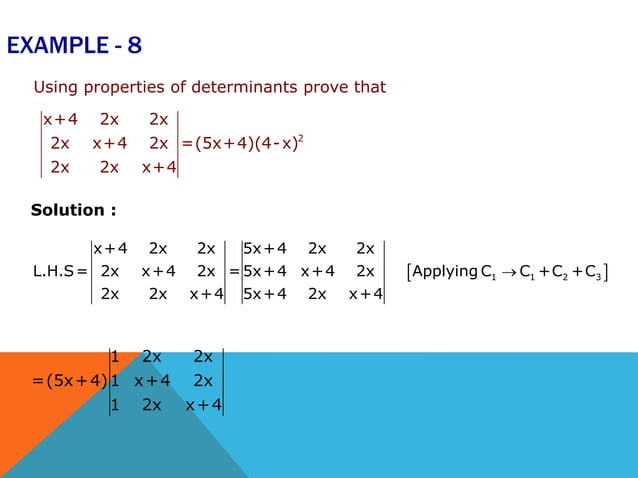 EXAMPLE - 8
Using properties of determinants prove that
|x+4 2x 2x|
|2x x+4 2x| =(5x+4)(4-x)²
|2x 2x x+4|
Solution :
|x+4 2x 2x| |5x+4 2x 2x|
L.H.S= |2x x+4 2x| = |5x+4 x+4 2x| [Applying C₁ → C₁ +C₂ +C₃]
|2x 2x x+4| |5x+4 2x x+4|
|1 2x 2x|
=(5x+4) |1 x+4 2x|
|1 2x x+4|